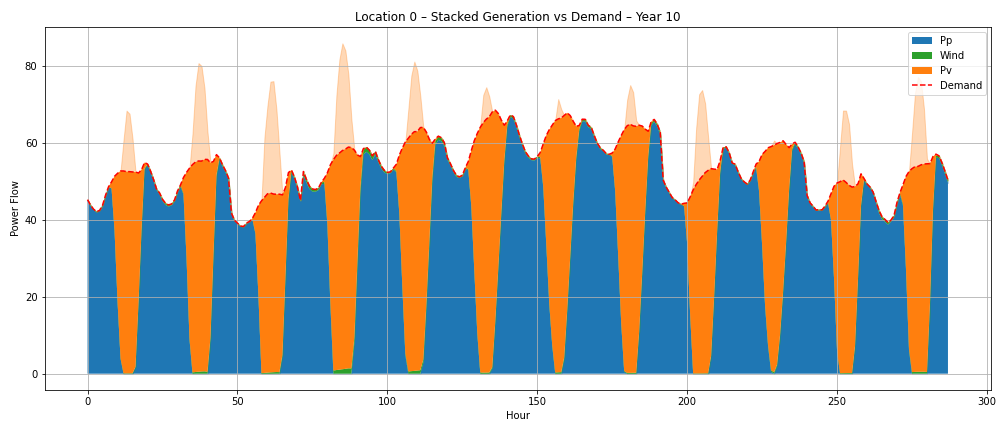 Location 0 – Stacked Generation vs Demand – Year 10
Power Flow
80
60
40
20
0
0 50 100 150 200 250 300
Hour
Pp
Wind
Pv
Demand